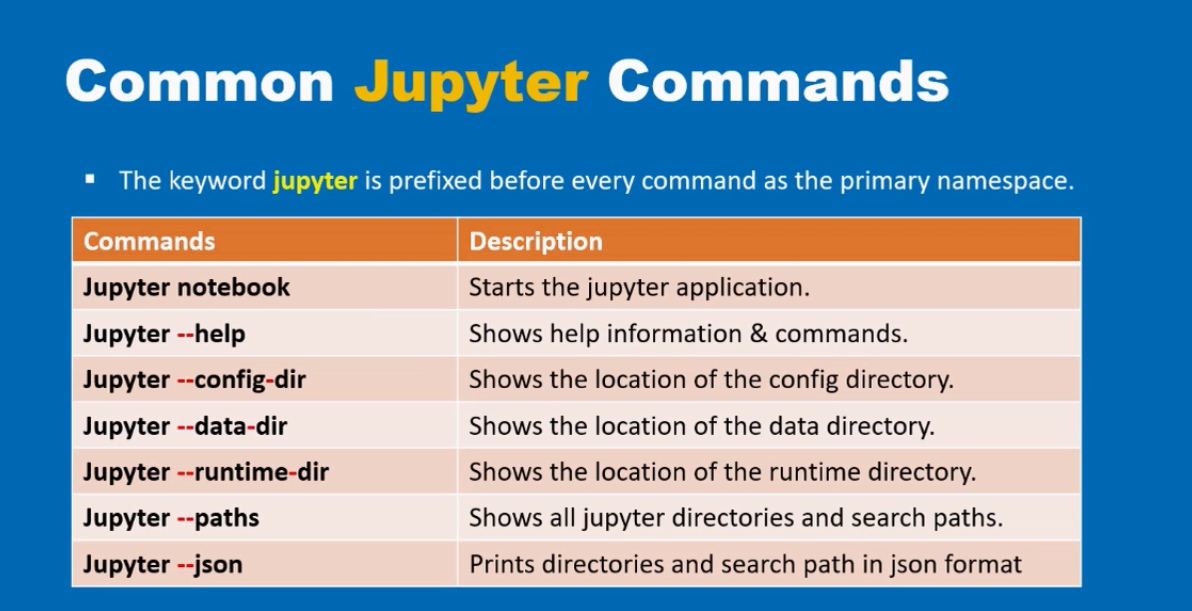 Common Jupyter Commands
▪ The keyword jupyter is prefixed before every command as the primary namespace.
Commands Description
Jupyter notebook Starts the jupyter application.
Jupyter --help Shows help information & commands.
Jupyter --config-dir Shows the location of the config directory.
Jupyter --data-dir Shows the location of the data directory.
Jupyter --runtime-dir Shows the location of the runtime directory.
Jupyter --paths Shows all jupyter directories and search paths.
Jupyter --json Prints directories and search path in json format